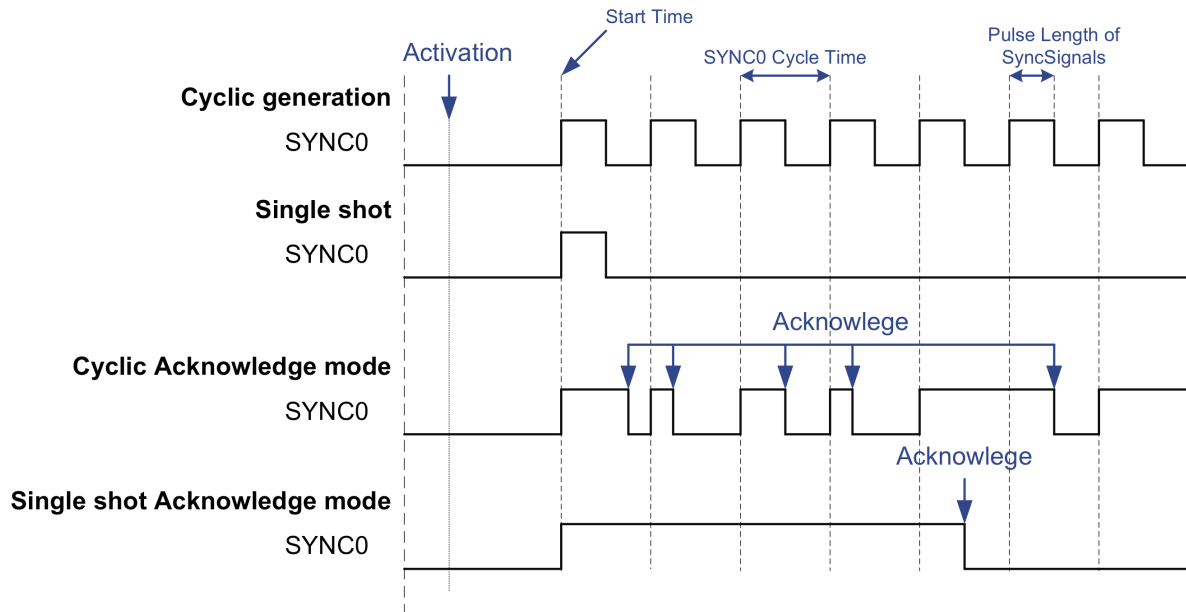 Start Time
Activation
SYNC0 Cycle Time
Pulse Length of
SyncSignals
Cyclic generation
SYNC0
Single shot
SYNC0
Acknowlege
Cyclic Acknowledge mode
SYNC0
Acknowlege
Single shot Acknowledge mode
SYNC0